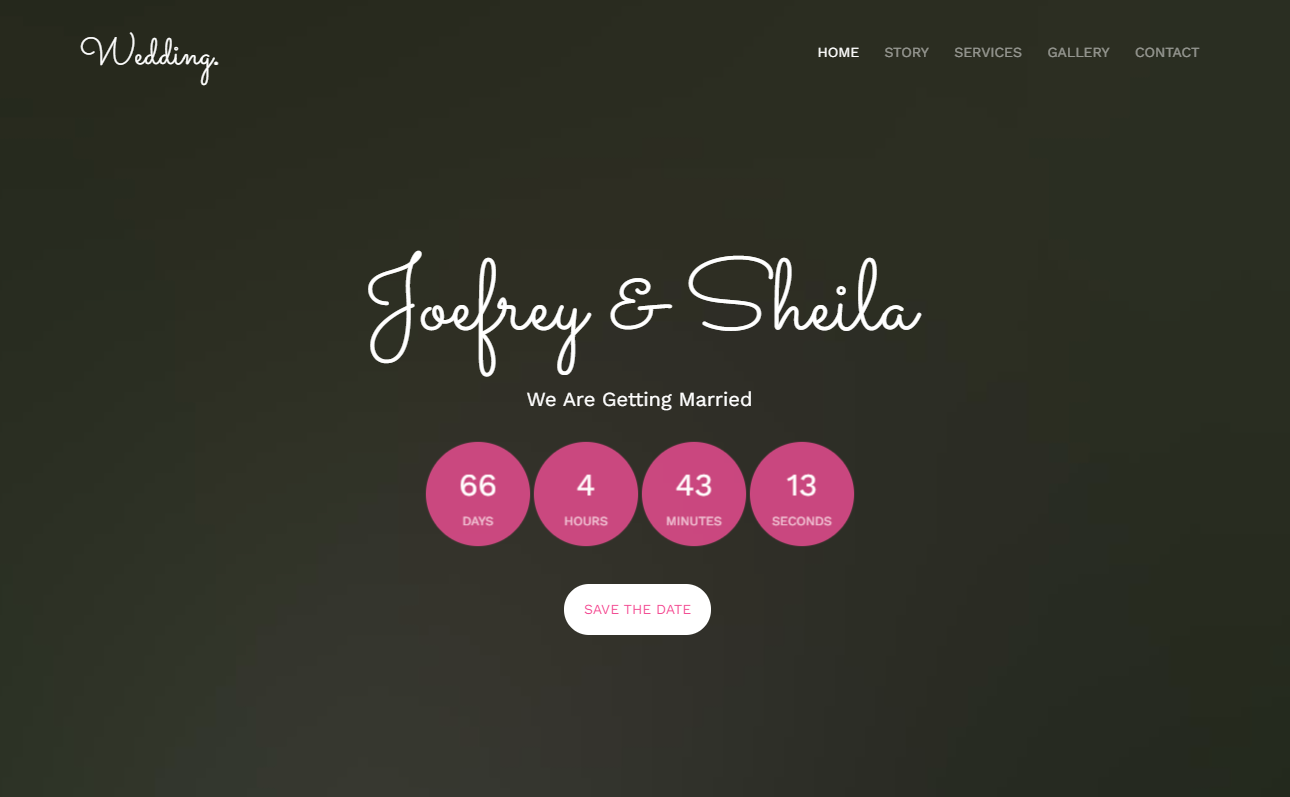 Wedding.
HOME STORY SERVICES GALLERY CONTACT
Joefrey & Sheila
We Are Getting Married
66 4 43 13
DAYS HOURS MINUTES SECONDS
SAVE THE DATE